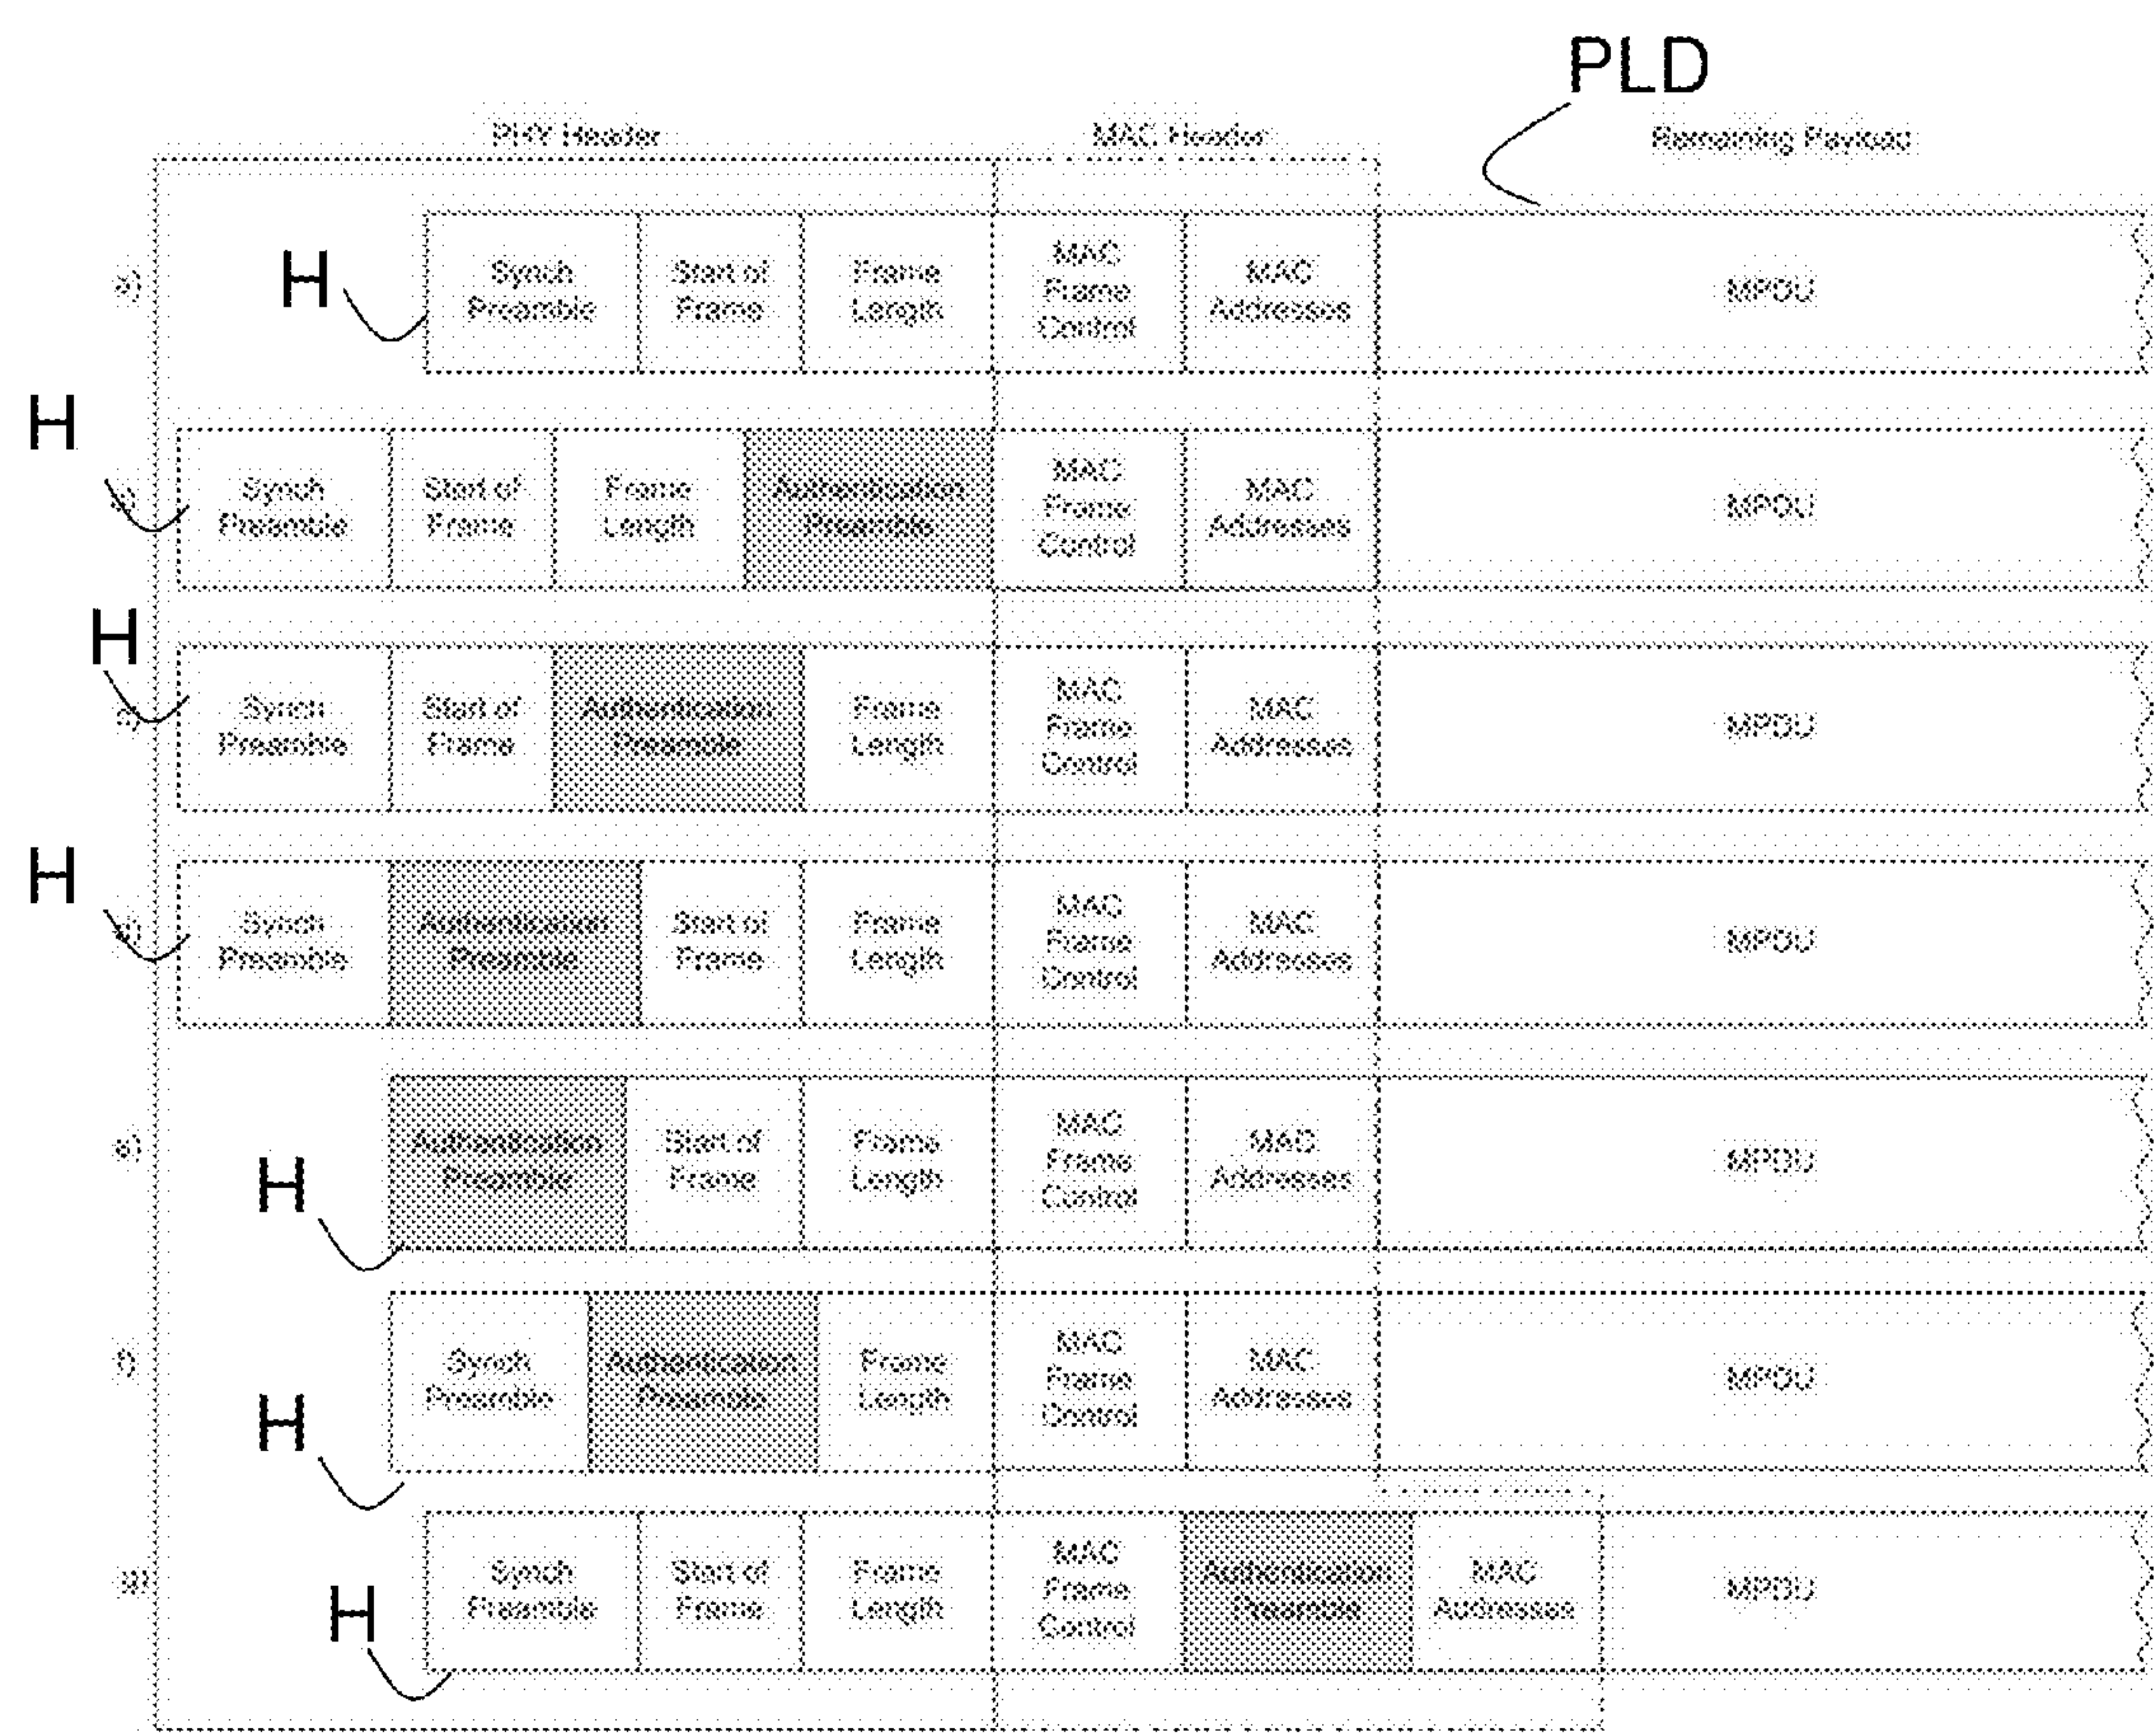 PLD
PHY Header MAC Header Remaining Payload
a)
H
Synch Preamble Start of Frame Frame Length MAC Frame Control MAC Addresses MPDU
H
Synch Preamble Start of Frame Frame Length Authentication Preamble MAC Frame Control MAC Addresses MPDU
H
Synch Preamble Start of Frame Authentication Preamble Frame Length MAC Frame Control MAC Addresses MPDU
H
Synch Preamble Authentication Preamble Start of Frame Frame Length MAC Frame Control MAC Addresses MPDU
e)
H
Authentication Preamble Start of Frame Frame Length MAC Frame Control MAC Addresses MPDU
f)
H
Synch Preamble Authentication Preamble Frame Length MAC Frame Control MAC Addresses MPDU
g)
H
Synch Preamble Start of Frame Frame Length MAC Frame Control Authentication Preamble MAC Addresses MPDU